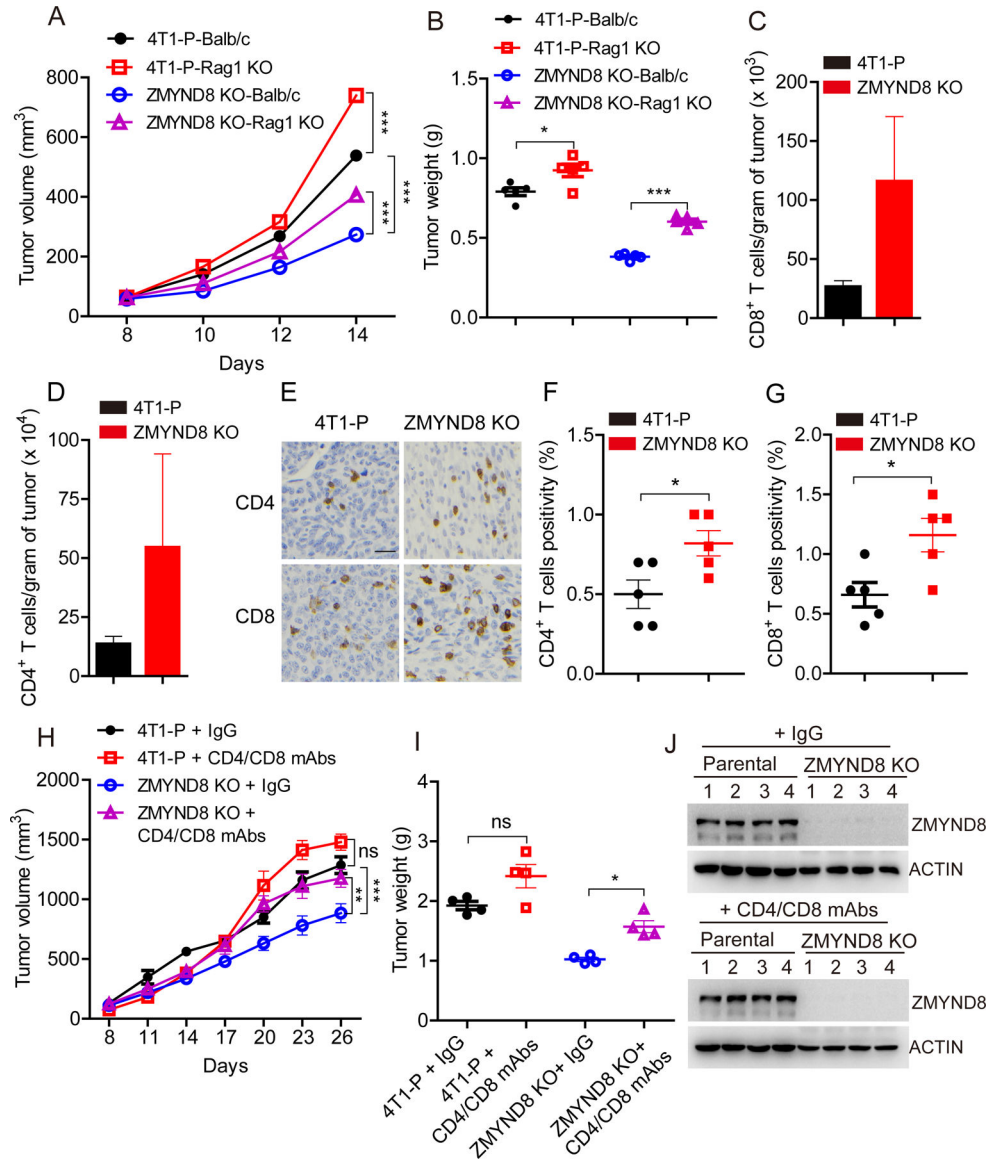 A
4T1-P-Balb/c
4T1-P-Rag1 KO
ZMYND8 KO-Balb/c
ZMYND8 KO-Rag1 KO
Tumor volume (mm³)
800
600
400
200
0
8 10 12 14
Days
***
***
***
B
4T1-P-Balb/c
4T1-P-Rag1 KO
ZMYND8 KO-Balb/c
ZMYND8 KO-Rag1 KO
Tumor weight (g)
1.5
1.0
0.5
0.0
*
***
C
4T1-P
ZMYND8 KO
CD8⁺ T cells/gram of tumor (x 10³)
200
150
100
50
0
D
4T1-P
ZMYND8 KO
CD4⁺ T cells/gram of tumor (x 10⁴)
100
75
50
25
0
E
4T1-P ZMYND8 KO
CD4
CD8
F
4T1-P
ZMYND8 KO
CD4⁺ T cells positivity (%)
1.5
1.0
0.5
0.0
*
G
4T1-P
ZMYND8 KO
CD8⁺ T cells positivity (%)
2.0
1.5
1.0
0.5
0.0
*
H
4T1-P + IgG
4T1-P + CD4/CD8 mAbs
ZMYND8 KO + IgG
ZMYND8 KO +
CD4/CD8 mAbs
Tumor volume (mm³)
2000
1500
1000
500
0
8 11 14 17 20 23 26
Days
ns
**
***
I
Tumor weight (g)
4
3
2
1
0
ns
*
4T1-P + IgG
4T1-P +
CD4/CD8 mAbs
ZMYND8 KO+ IgG
ZMYND8 KO+
CD4/CD8 mAbs
J
+ IgG
Parental ZMYND8 KO
1 2 3 4 1 2 3 4
ZMYND8
ACTIN
+ CD4/CD8 mAbs
Parental ZMYND8 KO
1 2 3 4 1 2 3 4
ZMYND8
ACTIN